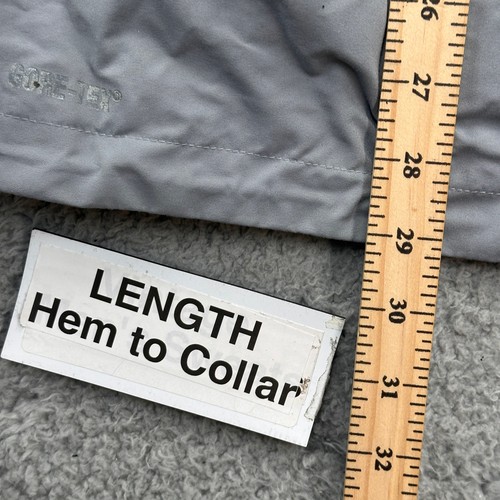 GORE-TEX®
26
27
28
29
30
31
32
LENGTH
Hem to Collar